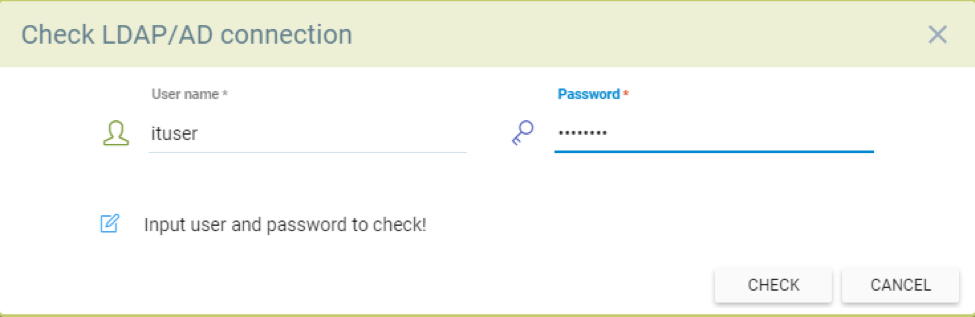 Check LDAP/AD connection
User name *
Password *
ituser
••••••••
Input user and password to check!
CHECK
CANCEL